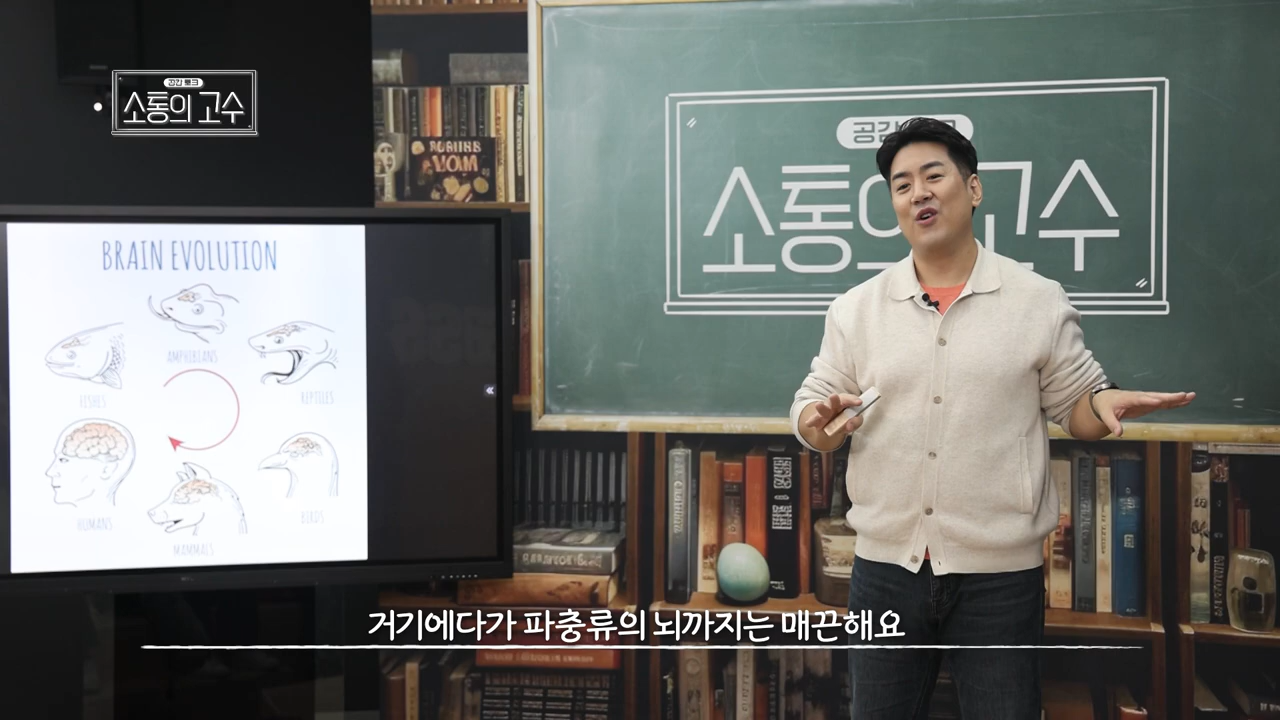 공감 토크
소통의 고수
BRAIN EVOLUTION
AMPHIBIANS
FISHES
REPTILES
HUMANS
BIRDS
MAMMALS
소통의 고수
거기에다가 파충류의 뇌까지는 매끈해요